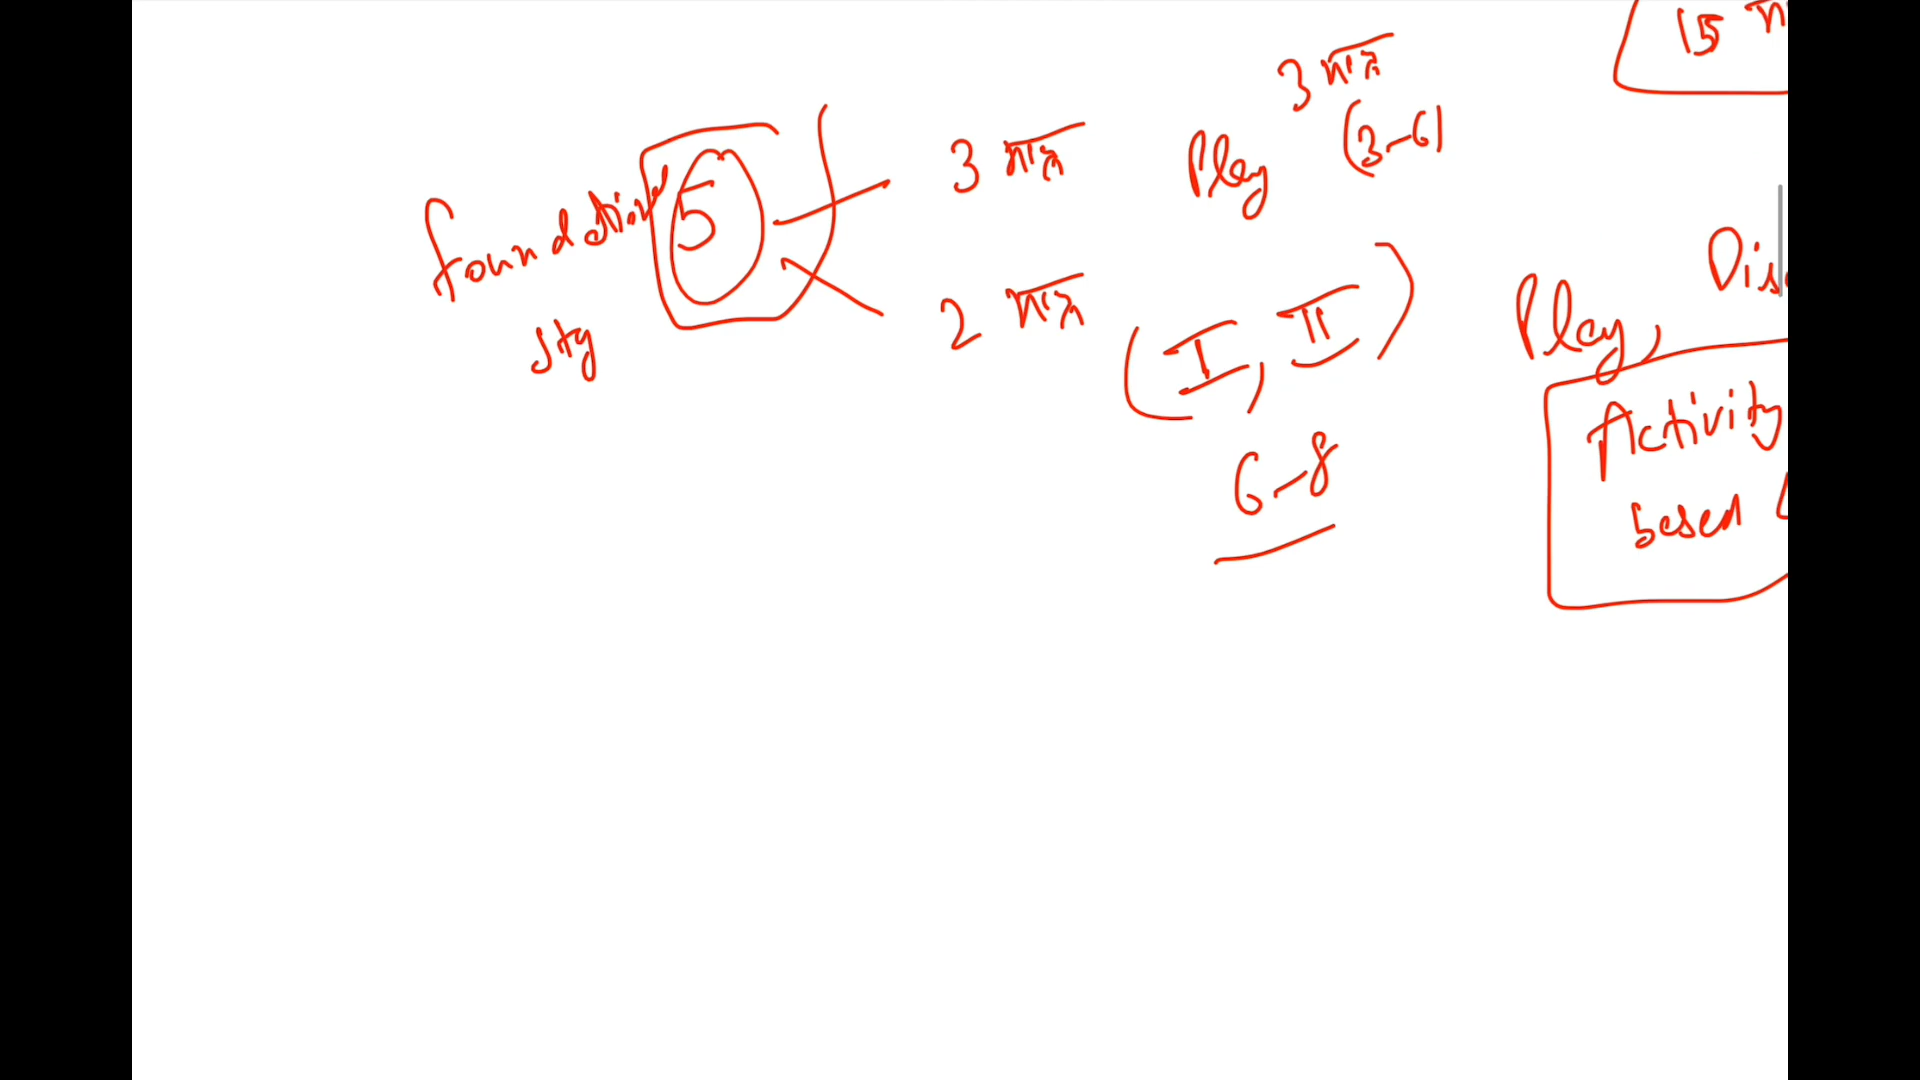 15
3 साल
(3-6)
foundational 5
stg
3 साल Play
2 साल (I, II)
6-8
Play, Dis
Activity
based